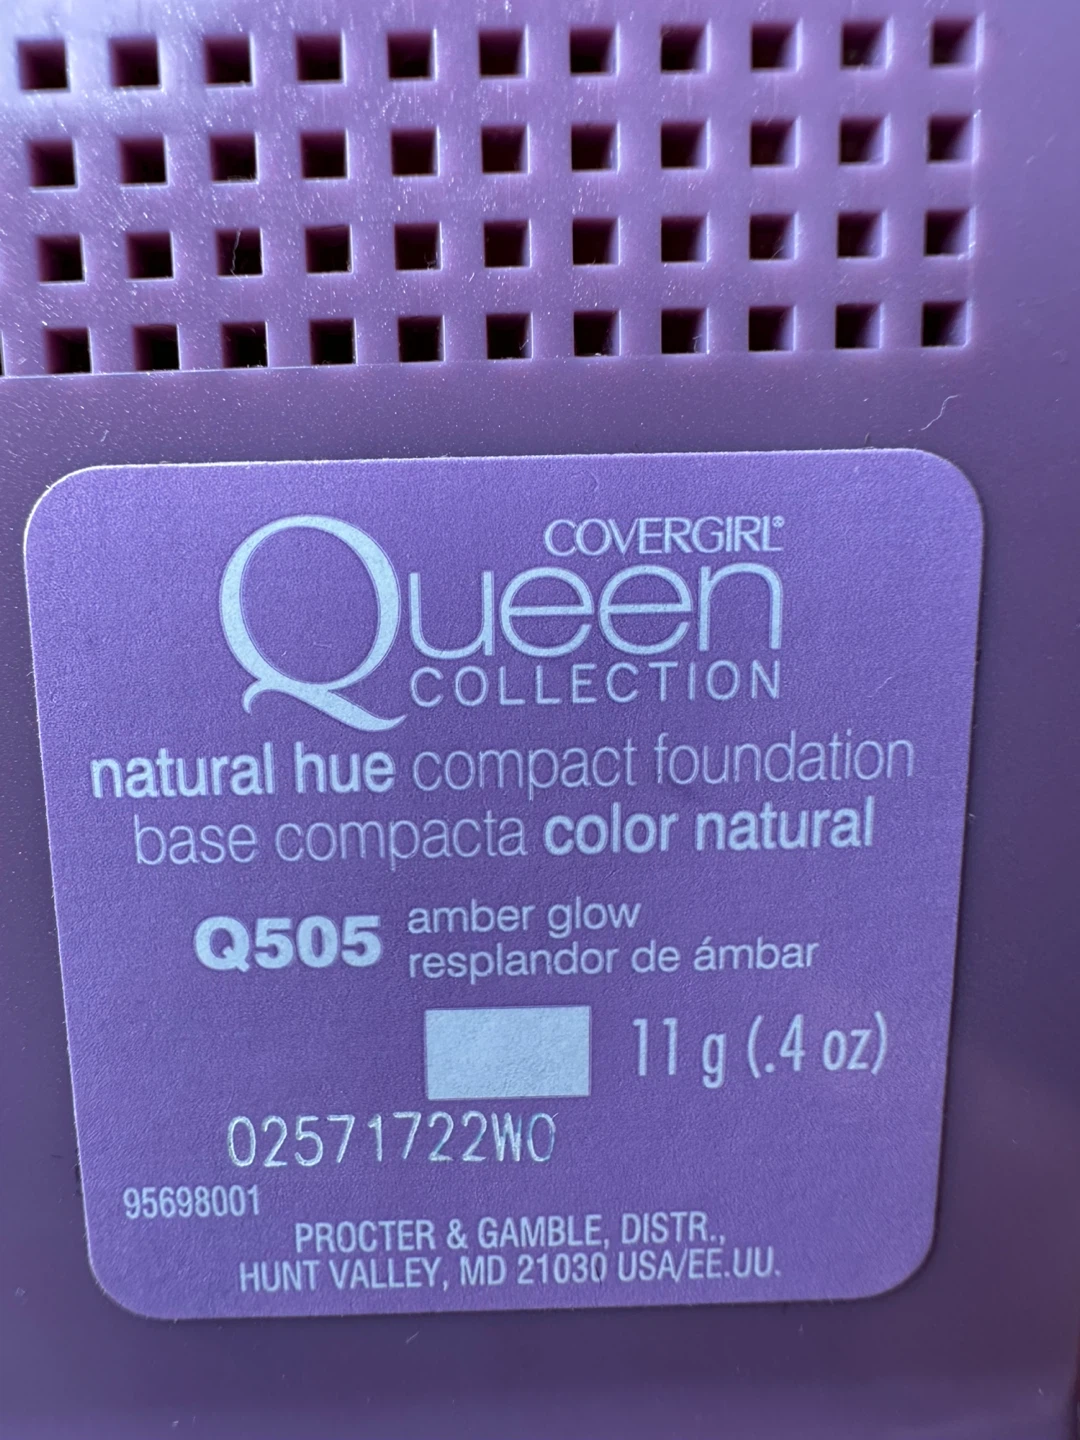 COVERGIRL®
Queen
COLLECTION
natural hue compact foundation
base compacta color natural
Q505 amber glow
resplandor de ámbar
11 g (.4 oz)
02571722WO
95698001
PROCTER & GAMBLE, DISTR.,
HUNT VALLEY, MD 21030 USA/EE.UU.